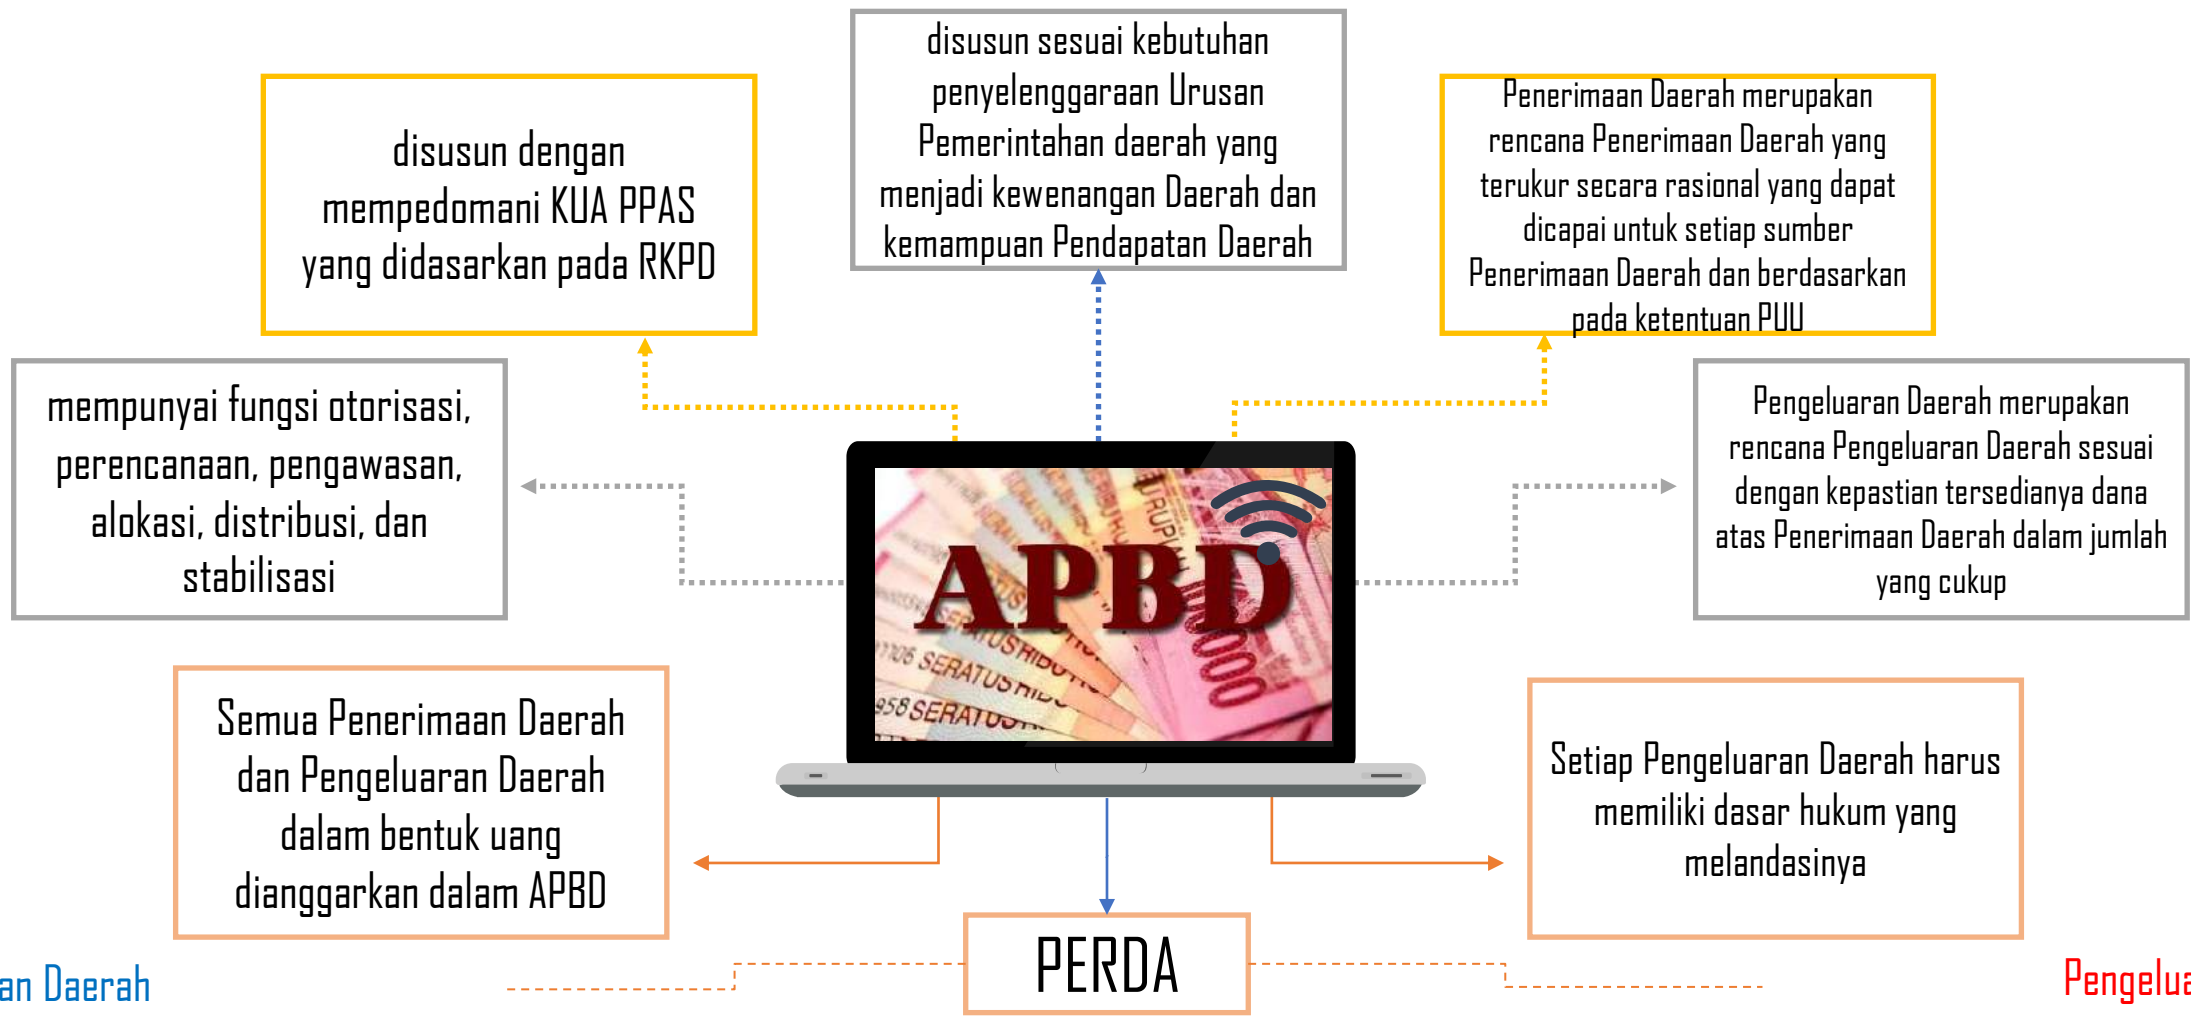 disusun sesuai kebutuhan
penyelenggaraan Urusan
Pemerintahan daerah yang
menjadi kewenangan Daerah dan
kemampuan Pendapatan Daerah
disusun dengan
mempedomani KUA PPAS
yang didasarkan pada RKPD
Penerimaan Daerah merupakan
rencana Penerimaan Daerah yang
terukur secara rasional yang dapat
dicapai untuk setiap sumber
Penerimaan Daerah dan berdasarkan
pada ketentuan PUU
mempunyai fungsi otorisasi,
perencanaan, pengawasan,
alokasi, distribusi, dan
stabilisasi
Pengeluaran Daerah merupakan
rencana Pengeluaran Daerah sesuai
dengan kepastian tersedianya dana
atas Penerimaan Daerah dalam jumlah
yang cukup
APBD
SERATUS RIBU
SERATUS
Semua Penerimaan Daerah
dan Pengeluaran Daerah
dalam bentuk uang
dianggarkan dalam APBD
Setiap Pengeluaran Daerah harus
memiliki dasar hukum yang
melandasinya
PERDA
an Daerah
Pengelua